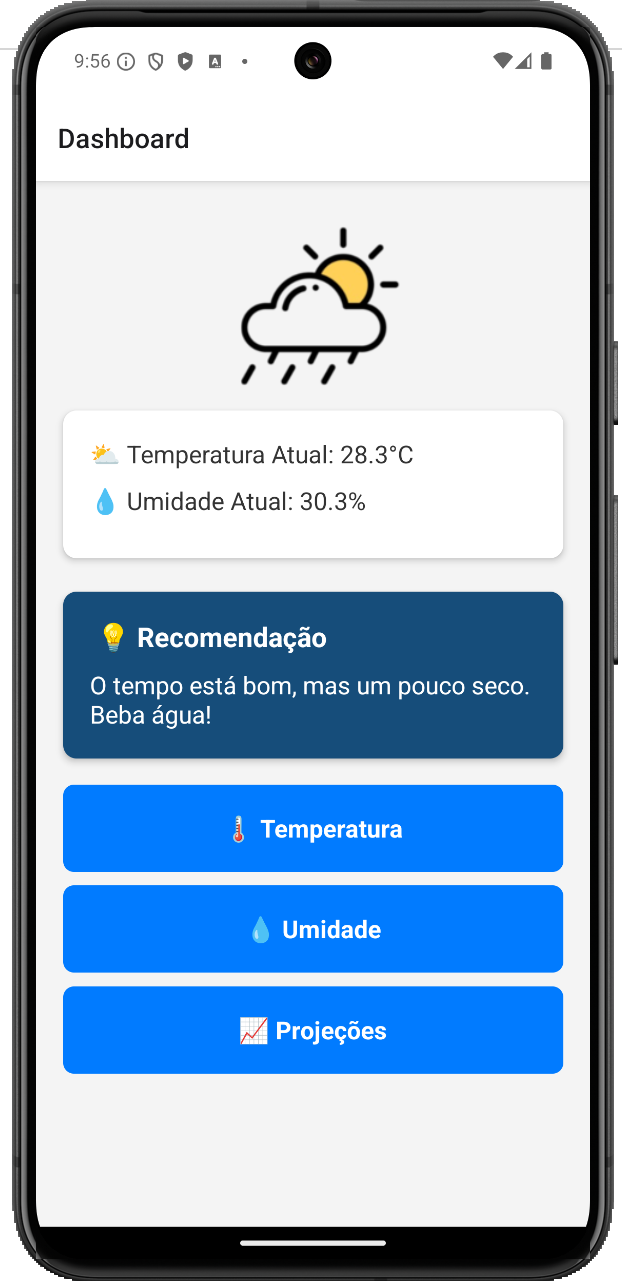 9:56
Dashboard
⛅ Temperatura Atual: 28.3°C
💧 Umidade Atual: 30.3%
💡 Recomendação
O tempo está bom, mas um pouco seco.
Beba água!
🌡️ Temperatura
💧 Umidade
📈 Projeções